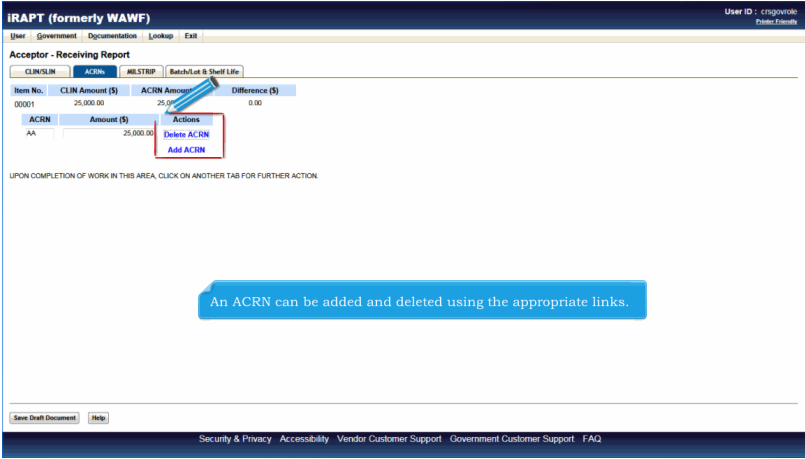 iRAPT (formerly WAWF)
User ID : crsgovrole
Printer Friendly
User Government Documentation Lookup Exit
Acceptor - Receiving Report
CLIN/SLIN ACRNs MILSTRIP Batch/Lot & Shelf Life
Item No. CLIN Amount ($) ACRN Difference ($)
00001 25,000.00 0.00
ACRN Amount ($) Actions
AA 25,000.00 Delete ACRN
Add ACRN
UPON COMPLETION OF WORK IN THIS AREA, CLICK ON ANOTHER TAB FOR FURTHER ACTION.
An ACRN can be added and deleted using the appropriate links.
Save Draft Document Help
Security & Privacy Accessibility Vendor Customer Support Government Customer Support FAQ